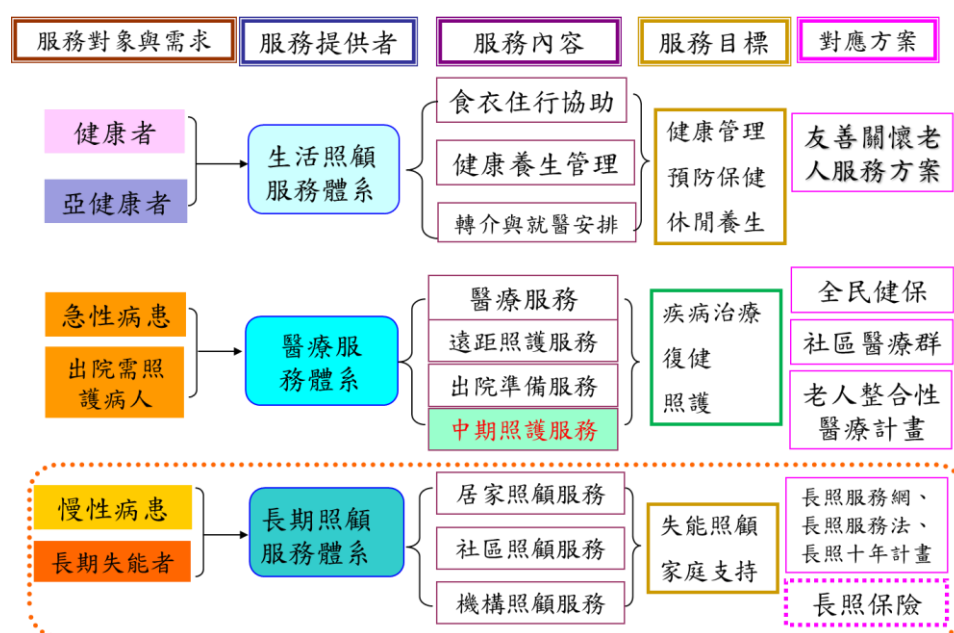 服務對象與需求
服務提供者
服務內容
服務目標
對應方案
健康者
亞健康者
生活照顧
服務體系
食衣住行協助
健康養生管理
轉介與就醫安排
健康管理
預防保健
休閒養生
友善關懷老
人服務方案
急性病患
出院需照
護病人
醫療服
務體系
醫療服務
遠距照護服務
出院準備服務
中期照護服務
疾病治療
復健
照護
全民健保
社區醫療群
老人整合性
醫療計畫
慢性病患
長期失能者
長期照顧
服務體系
居家照顧服務
社區照顧服務
機構照顧服務
失能照顧
家庭支持
長照服務網、
長照服務法、
長照十年計畫
長照保險